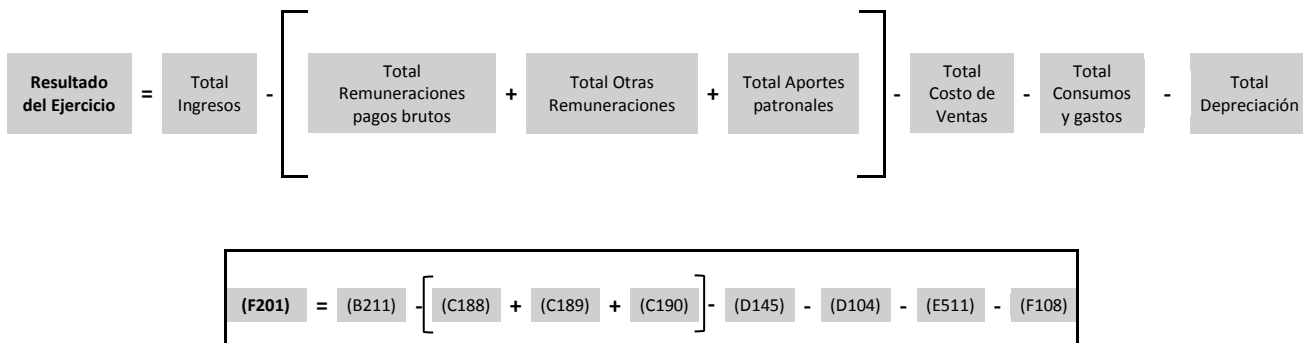 Resultado
del Ejercicio
=
Total
Ingresos
-
Total
Remuneraciones
pagos brutos
+
Total Otras
Remuneraciones
+
Total Aportes
patronales
-
Total
Costo de
Ventas
-
Total
Consumos
y gastos
-
Total
Depreciación
(F201) = (B211) - [ (C188) + (C189) + (C190) ] - (D145) - (D104) - (E511) - (F108)